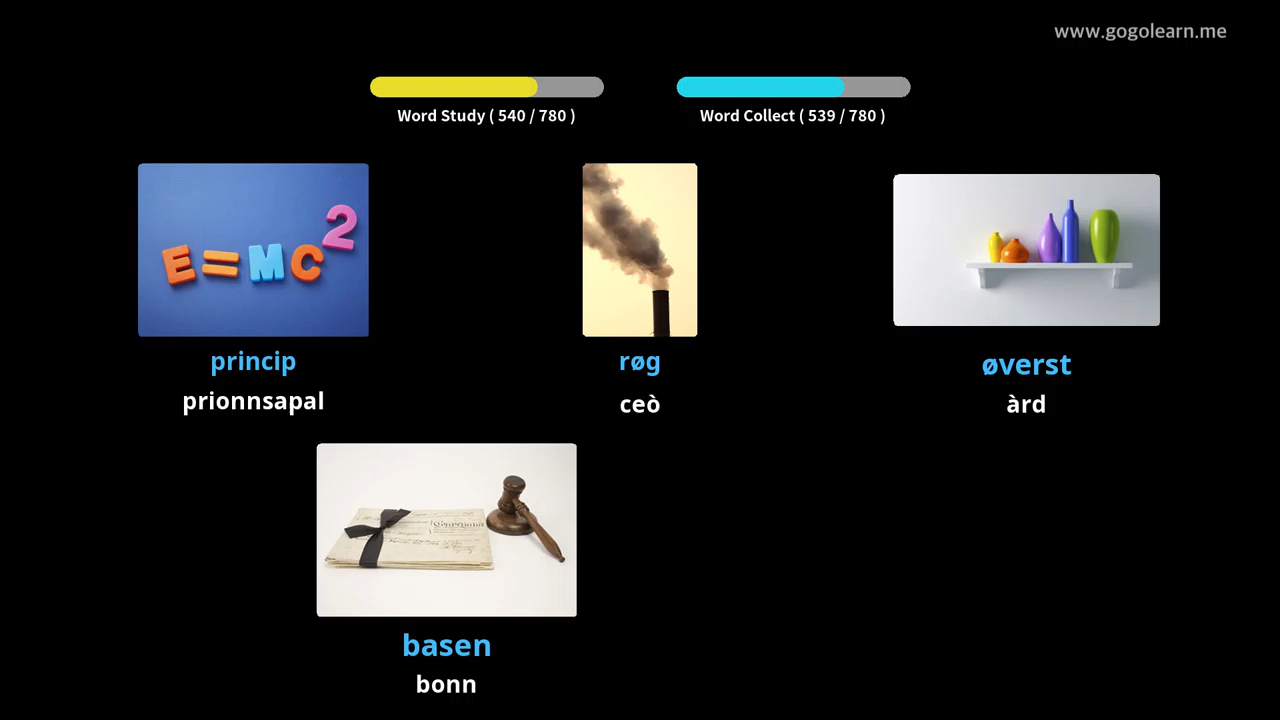 www.gogolearn.me
Word Study ( 540 / 780 )
Word Collect ( 539 / 780 )
E=MC2
princip
prionnsapal
røg
ceò
øverst
àrd
basen
bonn